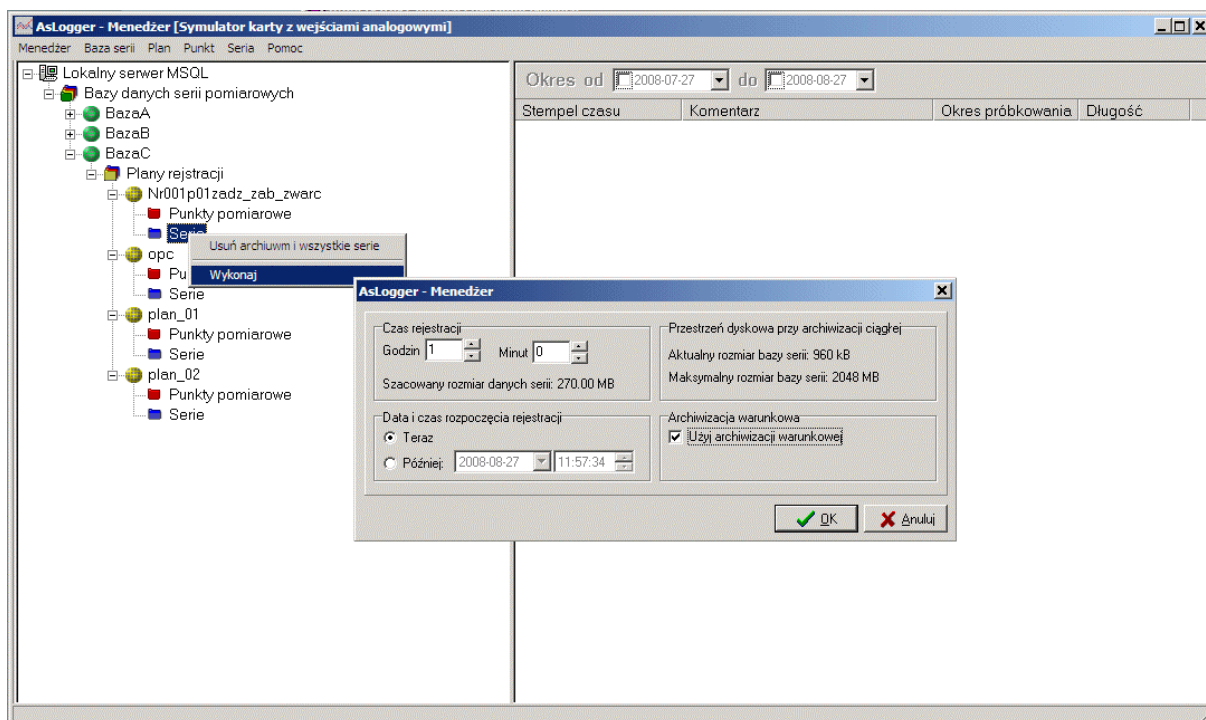 AsLogger - Menedżer [Symulator karty z wejściami analogowymi]
Menedżer Baza serii Plan Punkt Seria Pomoc
Lokalny serwer MSQL
Bazy danych serii pomiarowych
BazaA
BazaB
BazaC
Plany rejstracji
Nr001p01zadz_zab_zwarc
Punkty pomiarowe
Serie
opc
Pu
Serie
plan_01
Punkty pomiarowe
Serie
plan_02
Punkty pomiarowe
Serie
Usuń archiuwm i wszystkie serie
Wykonaj
Okres od 2008-07-27 do 2008-08-27
Stempel czasu Komentarz Okres próbkowania Długość
AsLogger - Menedżer
Czas rejestracji
Godzin 1 Minut 0
Szacowany rozmiar danych serii: 270.00 MB
Przestrzeń dyskowa przy archiwizacji ciągłej
Aktualny rozmiar bazy serii: 960 kB
Maksymalny rozmiar bazy serii: 2048 MB
Data i czas rozpoczęcia rejestracji
Teraz
Później: 2008-08-27 11:57:34
Archiwizacja warunkowa
Użyj archiwizacji warunkowej
OK Anuluj